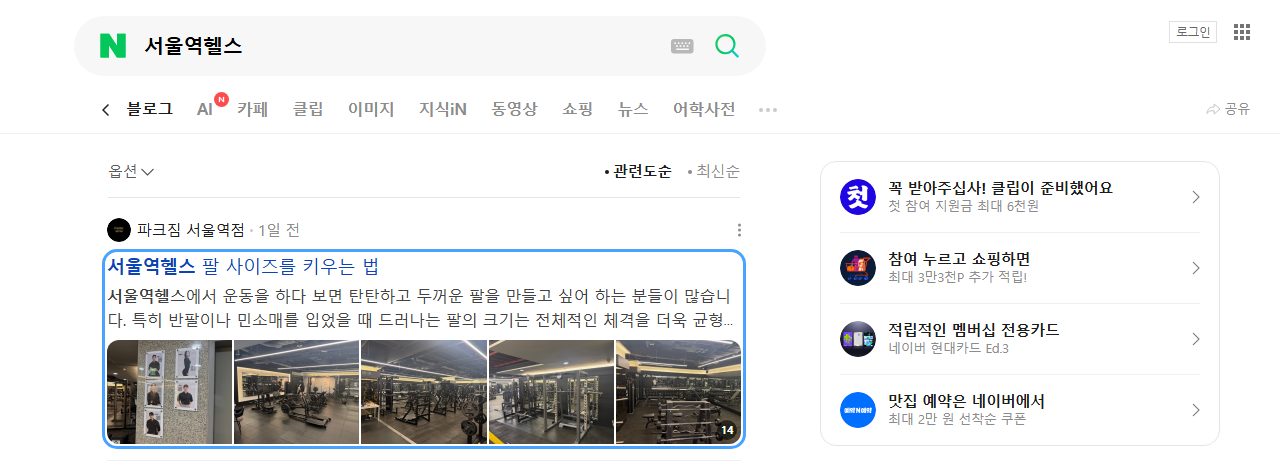 서울역헬스
로그인
블로그
AI
N
카페
클립
이미지
지식iN
동영상
쇼핑
뉴스
어학사전
공유
옵션
• 관련도순
• 최신순
파크짐 서울역점 · 1일 전
서울역헬스 팔 사이즈를 키우는 법
서울역헬스에서 운동을 하다 보면 탄탄하고 두꺼운 팔을 만들고 싶어 하는 분들이 많습니
다. 특히 반팔이나 민소매를 입었을 때 드러나는 팔의 크기는 전체적인 체격을 더욱 균형...
14
첫
꼭 받아주십사! 클립이 준비했어요
첫 참여 지원금 최대 6천원
참여 누르고 쇼핑하면
최대 3만3천P 추가 적립!
적립적인 멤버십 전용카드
네이버 현대카드 Ed.3
예약N예약
맛집 예약은 네이버에서
최대 2만 원 선착순 쿠폰